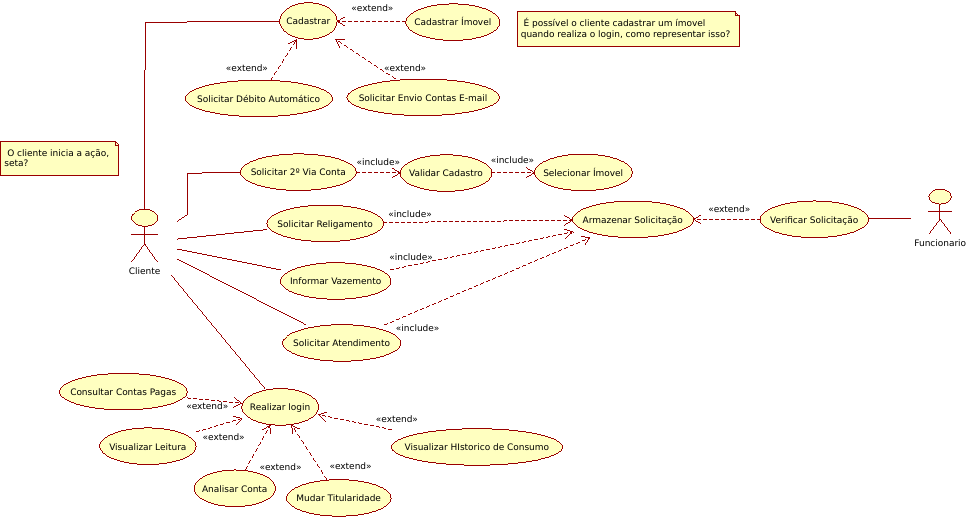 «extend»
Cadastrar
Cadastrar Ímovel
É possível o cliente cadastrar um ímovel
quando realiza o login, como representar isso?
«extend»
«extend»
Solicitar Débito Automático
Solicitar Envio Contas E-mail
O cliente inicia a ação,
seta?
«include»
«include»
Solicitar 2º Via Conta
Validar Cadastro
Selecionar Ímovel
«include»
«extend»
Solicitar Religamento
Armazenar Solicitação
Verificar Solicitação
Funcionario
«include»
Cliente
Informar Vazemento
«include»
Solicitar Atendimento
Consultar Contas Pagas
«extend»
Realizar login
«extend»
«extend»
Visualizar Leitura
Visualizar HIstorico de Consumo
«extend»
«extend»
Analisar Conta
Mudar Titularidade